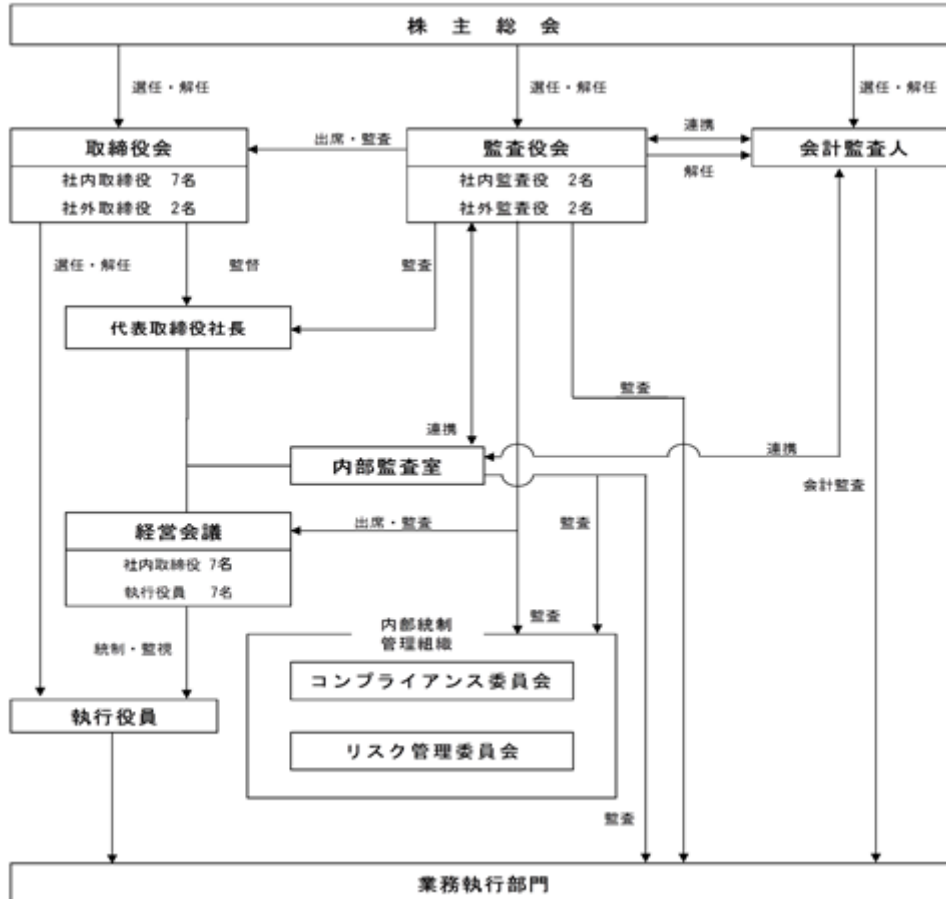 株 主 総 会
選任・解任
選任・解任
選任・解任
取締役会
社内取締役 7名
社外取締役 2名
出席・監査
監査役会
社内監査役 2名
社外監査役 2名
連携
解任
会計監査人
選任・解任
監督
監査
代表取締役社長
監査
連携
内部監査室
連携
会計監査
経営会議
社内取締役 7名
執行役員 7名
出席・監査
監査
統制・監視
監査
内部統制
管理組織
コンプライアンス委員会
リスク管理委員会
執行役員
監査
業務執行部門